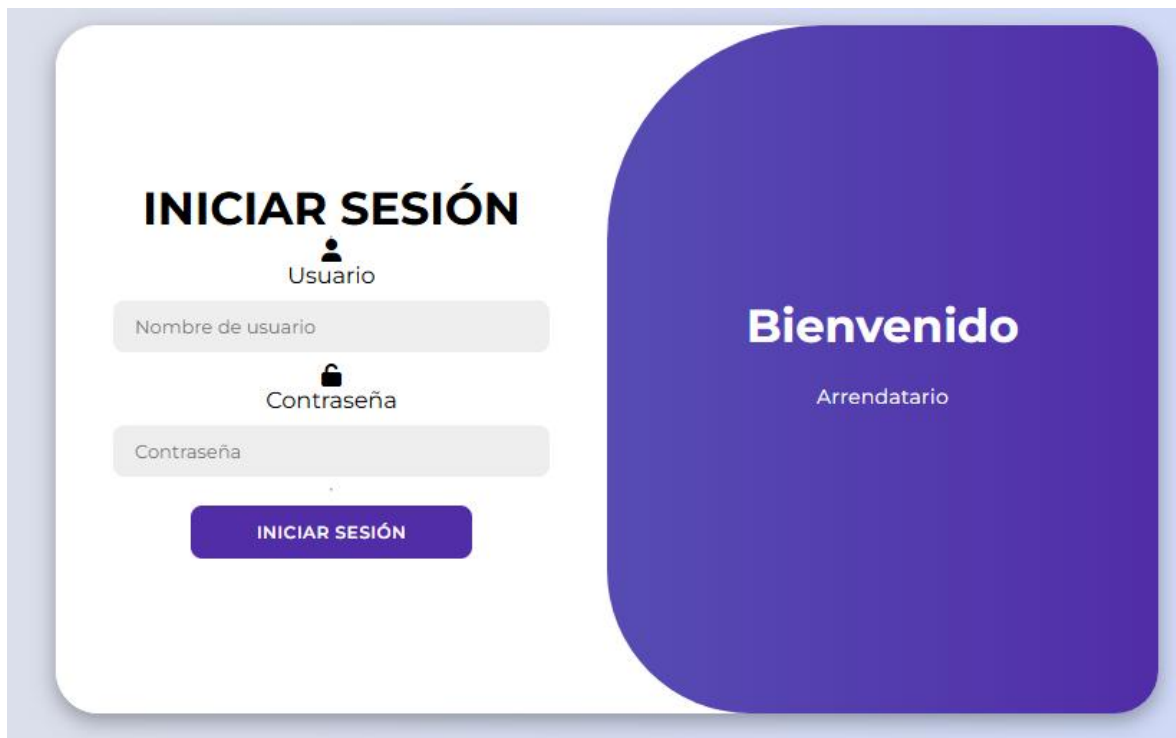 INICIAR SESIÓN
Usuario
Nombre de usuario
Contraseña
Contraseña
INICIAR SESIÓN
Bienvenido
Arrendatario